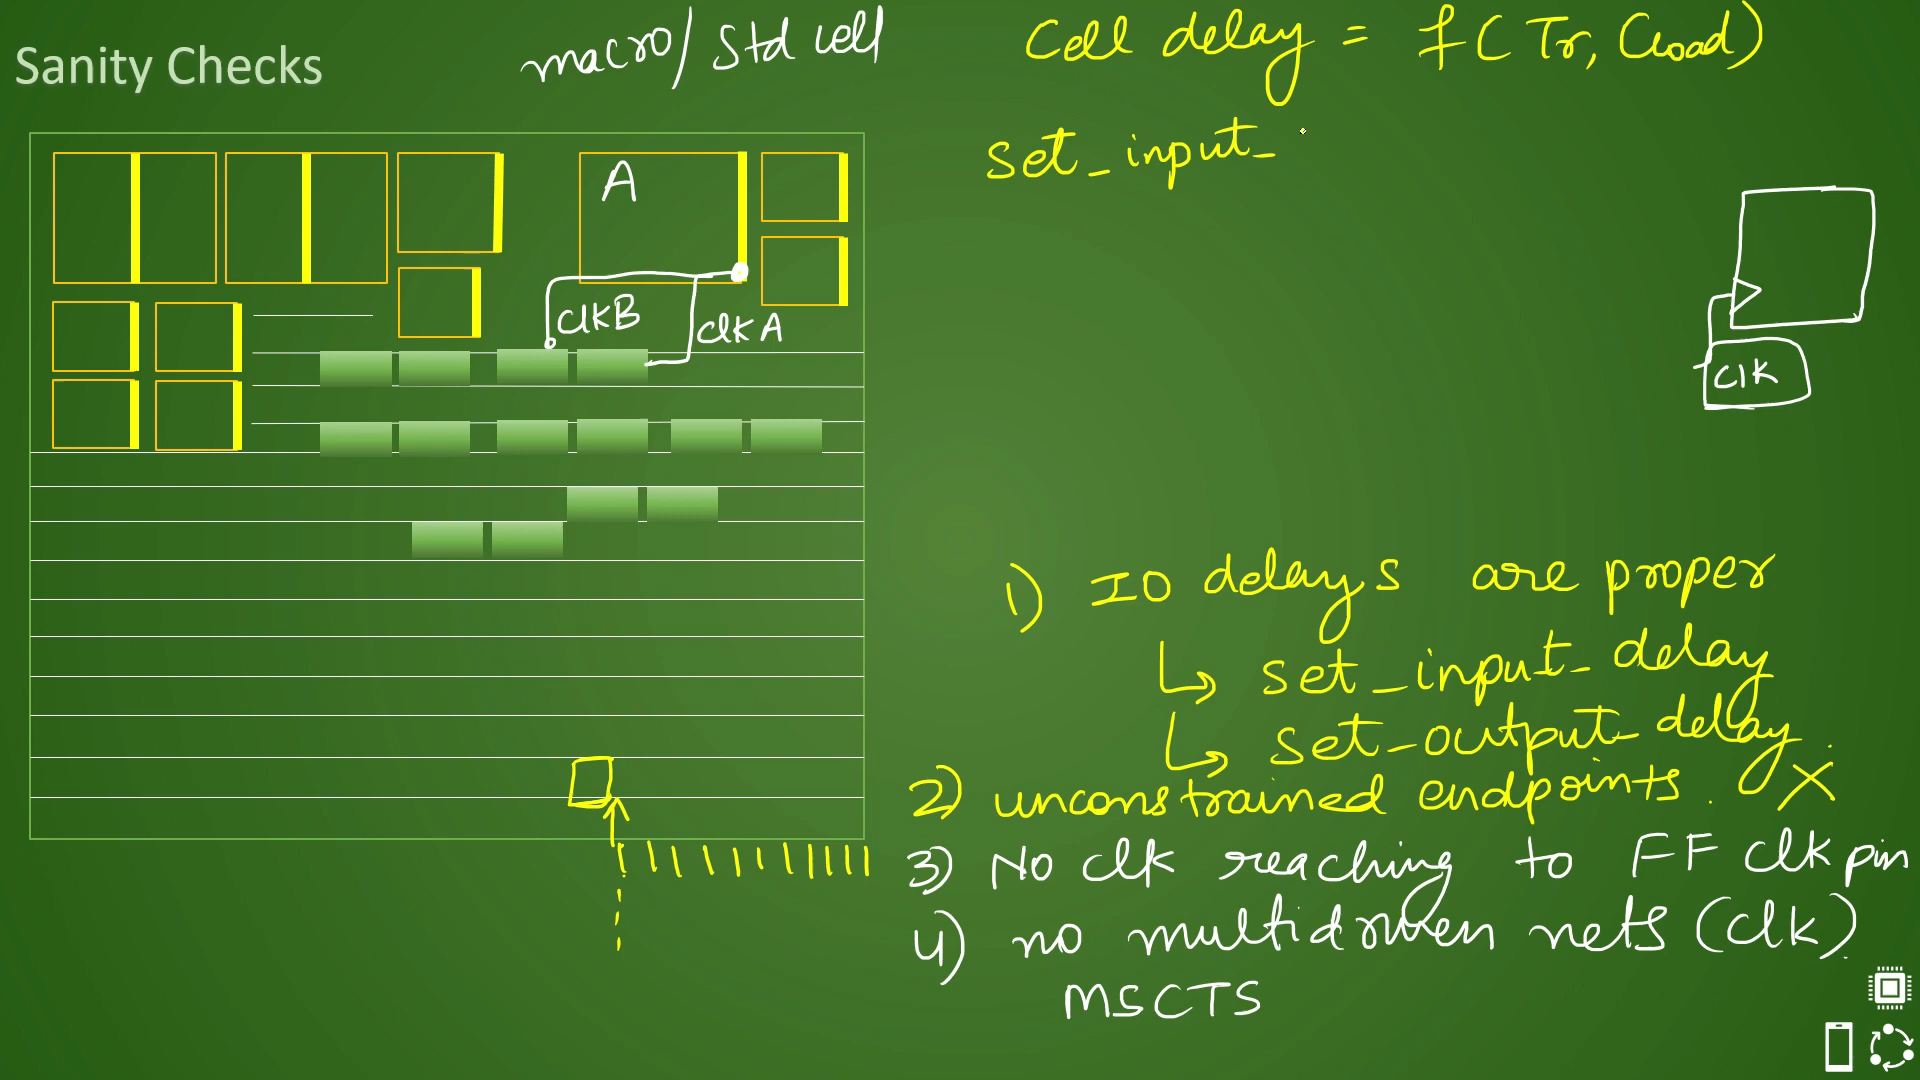 Sanity Checks
macro/ Std cell
Cell delay = f ( Tr, Cload)
set_input_
A
clkB
clkA
clk
1) IO delays are proper
↳ set_input_delay
↳ set_output_delay
2) unconstrained endpoints. X
3) No clk reaching to FF clk pin
4) no multidriven nets (clk).
MSCTS